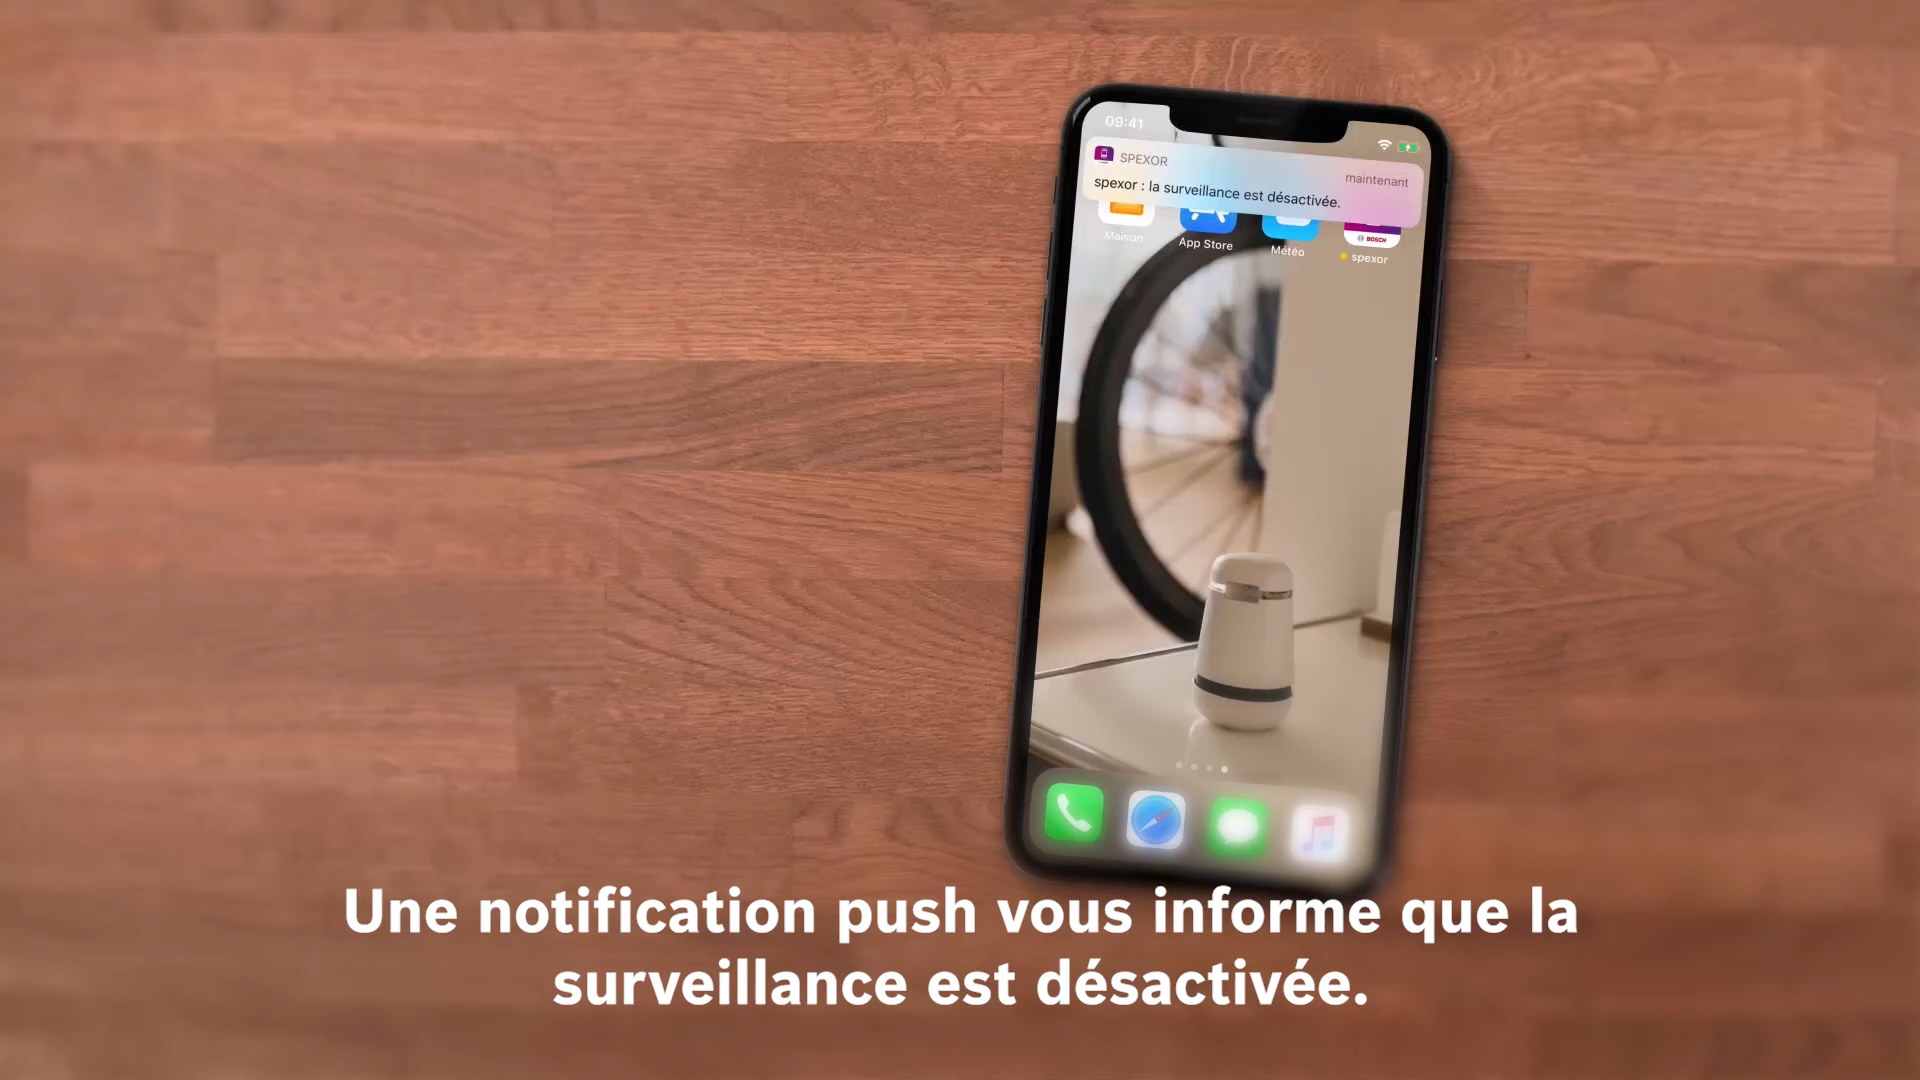 09:41
SPEXOR
maintenant
spexor : la surveillance est désactivée.
Maison
App Store
Météo
BOSCH
spexor
Une notification push vous informe que la
surveillance est désactivée.